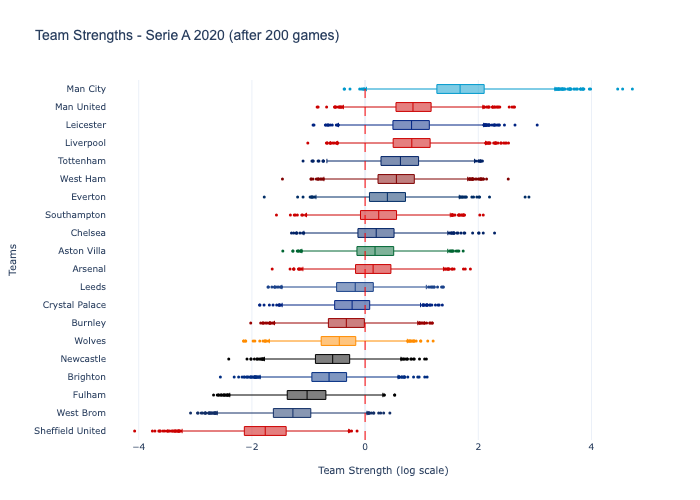 Team Strengths - Serie A 2020 (after 200 games)
Man City
Man United
Leicester
Liverpool
Tottenham
West Ham
Everton
Southampton
Chelsea
Aston Villa
Arsenal
Leeds
Crystal Palace
Burnley
Wolves
Newcastle
Brighton
Fulham
West Brom
Sheffield United
Teams
−4 −2 0 2 4
Team Strength (log scale)